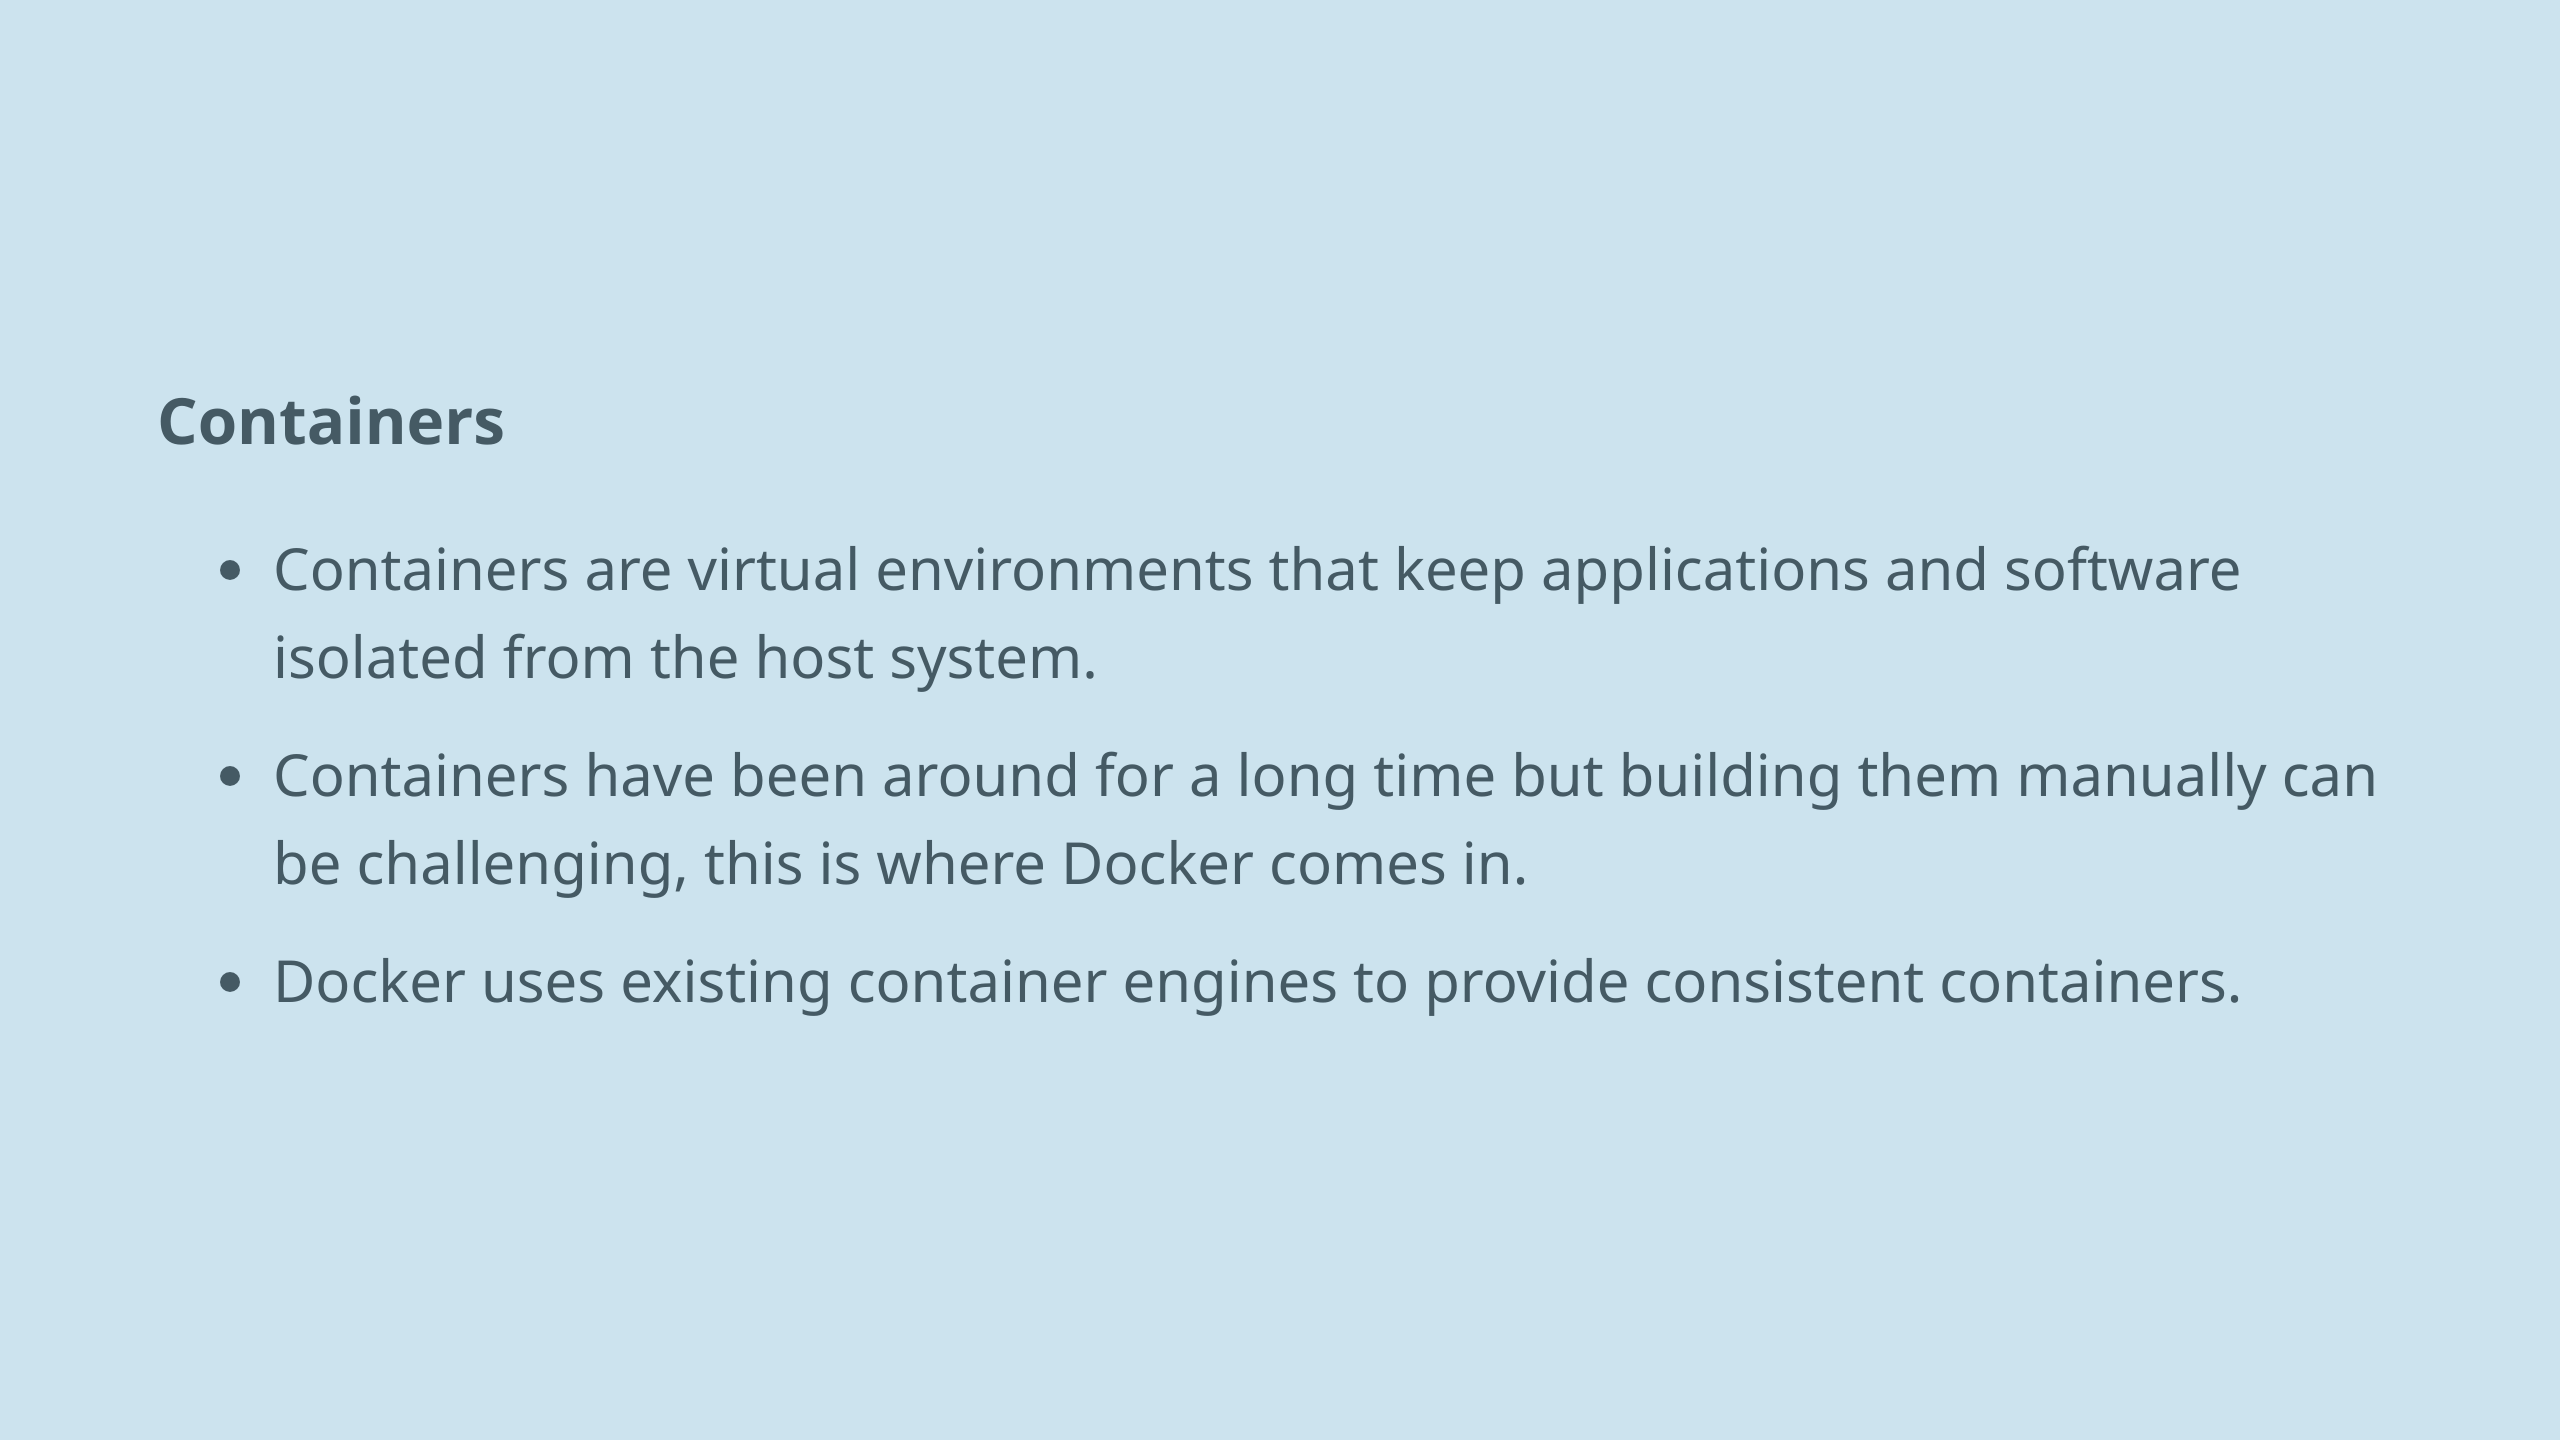 Containers
• Containers are virtual environments that keep applications and software
isolated from the host system.
• Containers have been around for a long time but building them manually can
be challenging, this is where Docker comes in.
• Docker uses existing container engines to provide consistent containers.